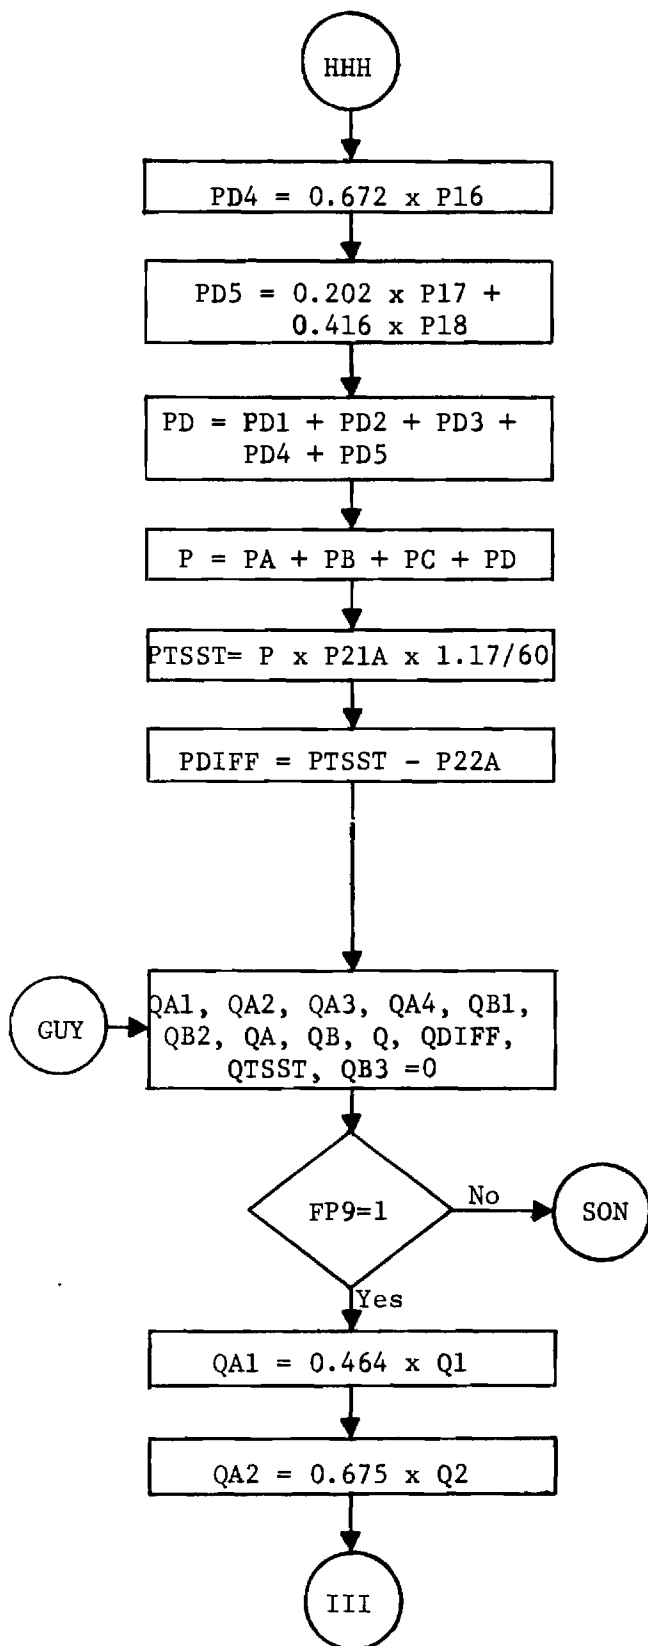 HHH
PD4 = 0.672 x P16
PD5 = 0.202 x P17 +
0.416 x P18
PD = PD1 + PD2 + PD3 +
PD4 + PD5
P = PA + PB + PC + PD
PTSST= P x P21A x 1.17/60
PDIFF = PTSST - P22A
GUY
QA1, QA2, QA3, QA4, QB1,
QB2, QA, QB, Q, QDIFF,
QTSST, QB3 =0
FP9=1
No
SON
Yes
QA1 = 0.464 x Q1
QA2 = 0.675 x Q2
III